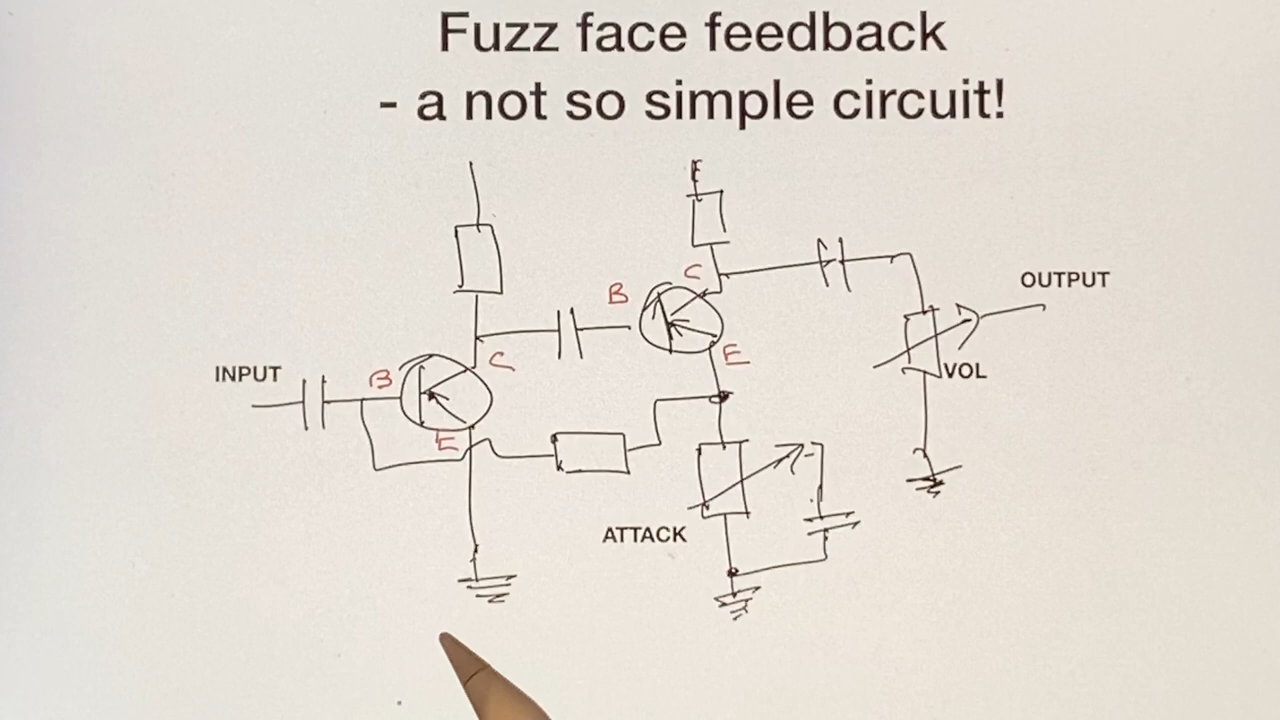 Fuzz face feedback
- a not so simple circuit!
C
B
OUTPUT
E
C
INPUT
B
VOL
E
ATTACK